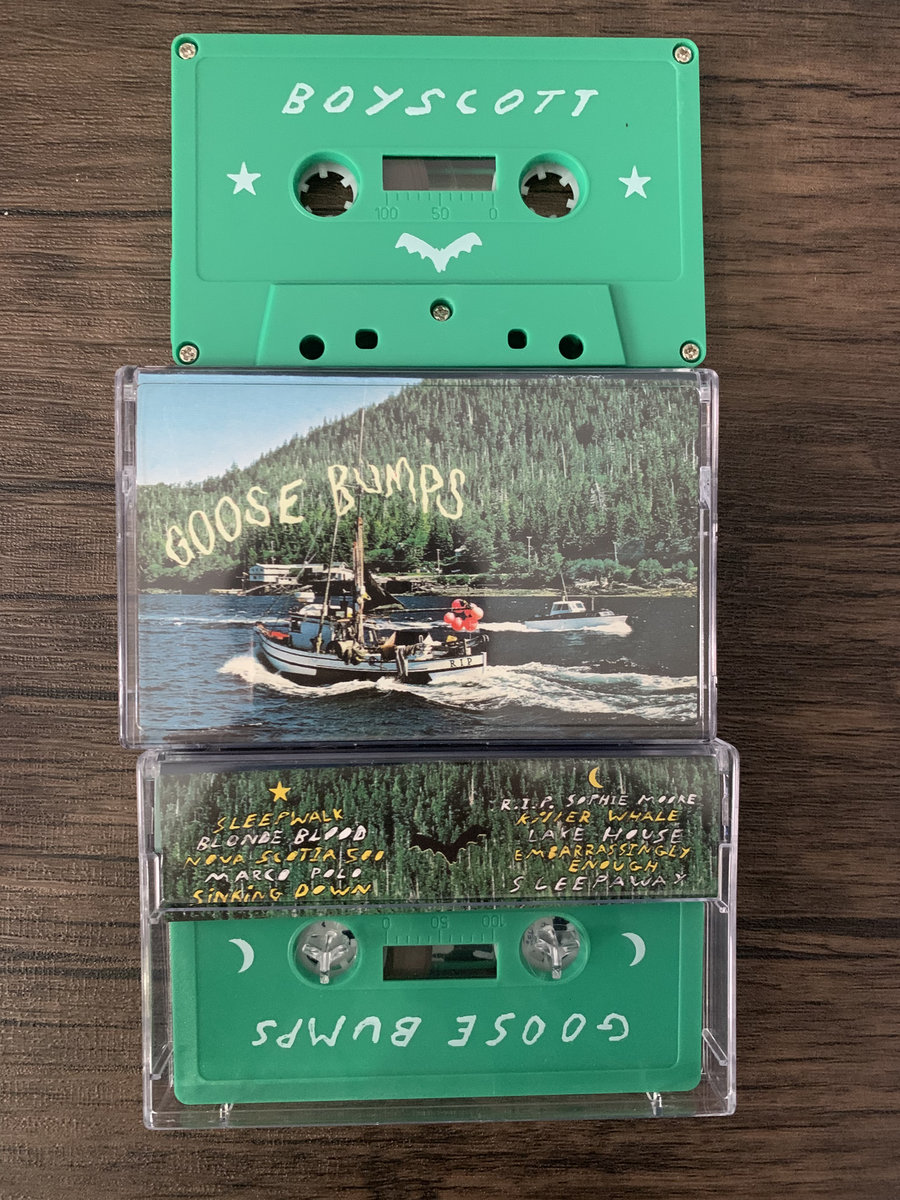 BOYSCOTT
100 50 0
GOOSE BUMPS
RIP
SLEEPWALK
BLONDE BLOOD
NOVA SCOTIA 500
MARCO POLO
SINKING DOWN
R.I.P. SOPHIE MOORE
KILLER WHALE
LAKE HOUSE
EMBARRASSINGLY
ENOUGH
SLEEPAWAY
100 50 0
GOOSE BUMPS